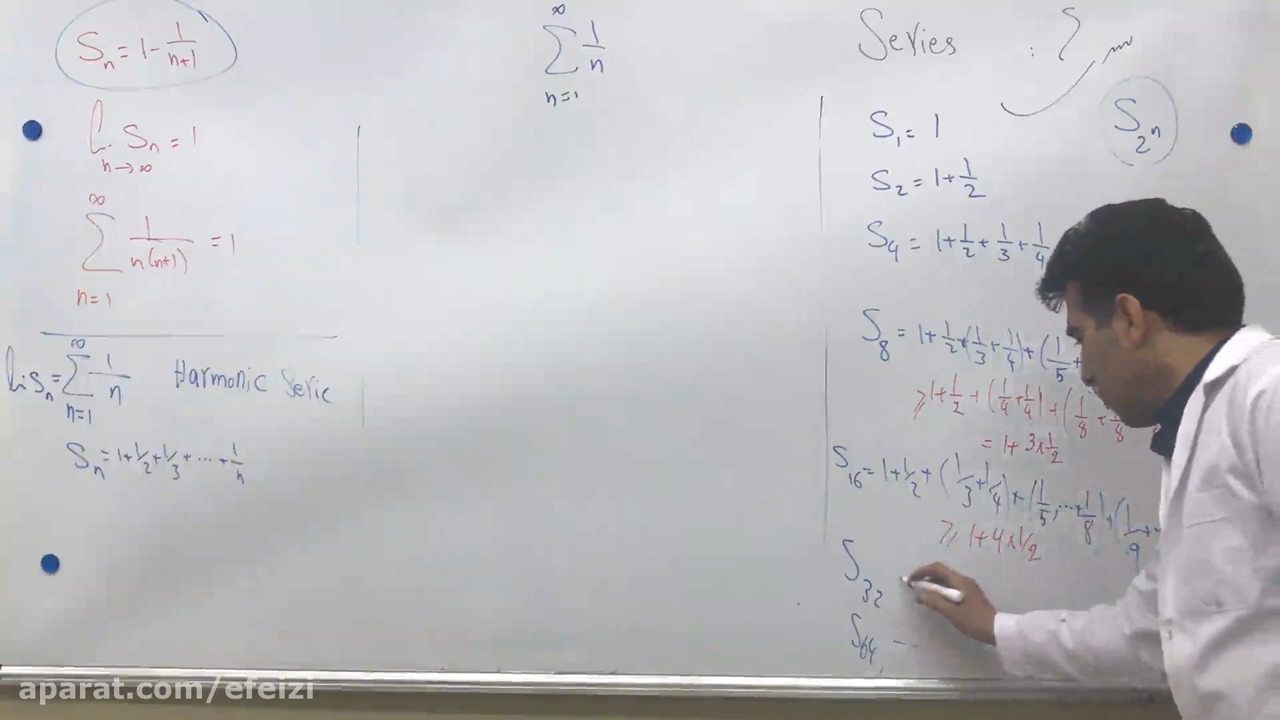 Sₙ = 1 - 1/(n+1)
lim n→∞ Sₙ = 1
∞ Σ n=1 1/(n(n+1)) = 1
lim Sₙ = ∞ Σ n=1 1/n Harmonic Serie
Sₙ = 1 + 1/2 + 1/3 + ... + 1/n
∞ Σ n=1 1/n
Series :
S₂ₙ
S₁ = 1
S₂ = 1 + 1/2
S₄ = 1 + 1/2 + 1/3 + 1/4
S₈ = 1 + 1/2 + (1/3 + 1/4) + (1/5 +
≥ 1 + 1/2 + (1/4 + 1/4) + (1/8 + 1/8
= 1 + 3×1/2
S₁₆ = 1 + 1/2 + (1/3 + 1/4) + (1/5 + ... + 1/8) + (1/9 + ..
≥ 1 + 4×1/2
S₃₂
S₆₄
aparat.com/efeizi